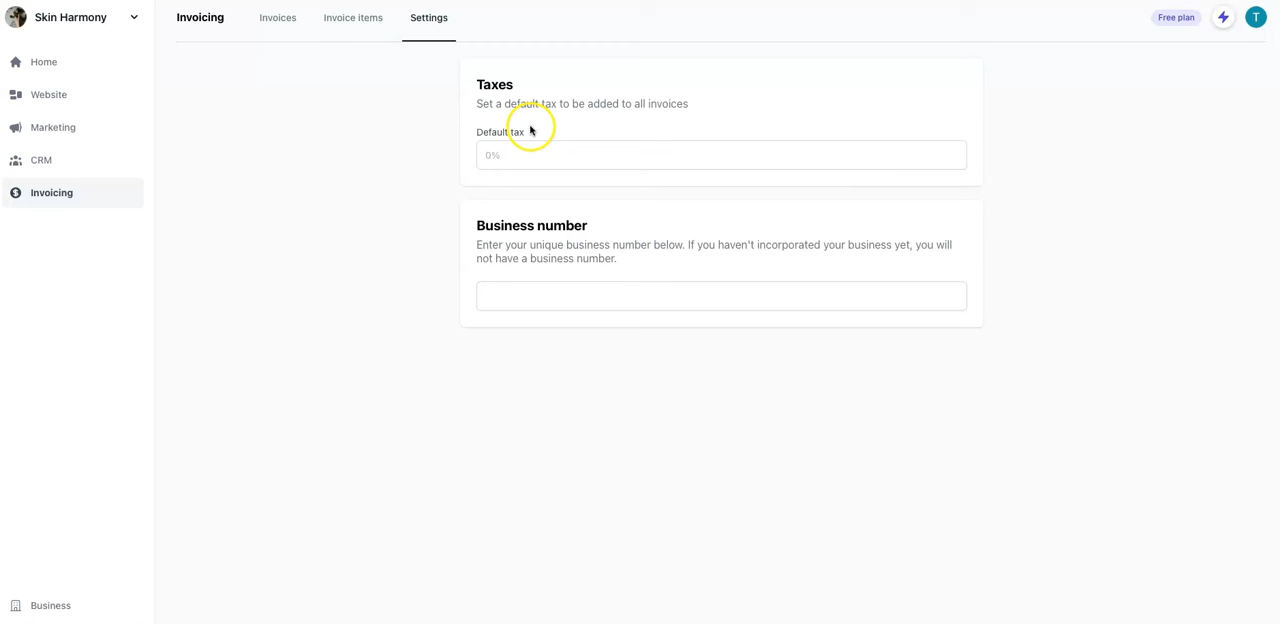 Skin Harmony
Invoicing
Invoices
Invoice items
Settings
Free plan
T
Home
Website
Marketing
CRM
Invoicing
Business
Taxes
Set a default tax to be added to all invoices
Default tax
0%
Business number
Enter your unique business number below. If you haven't incorporated your business yet, you will
not have a business number.